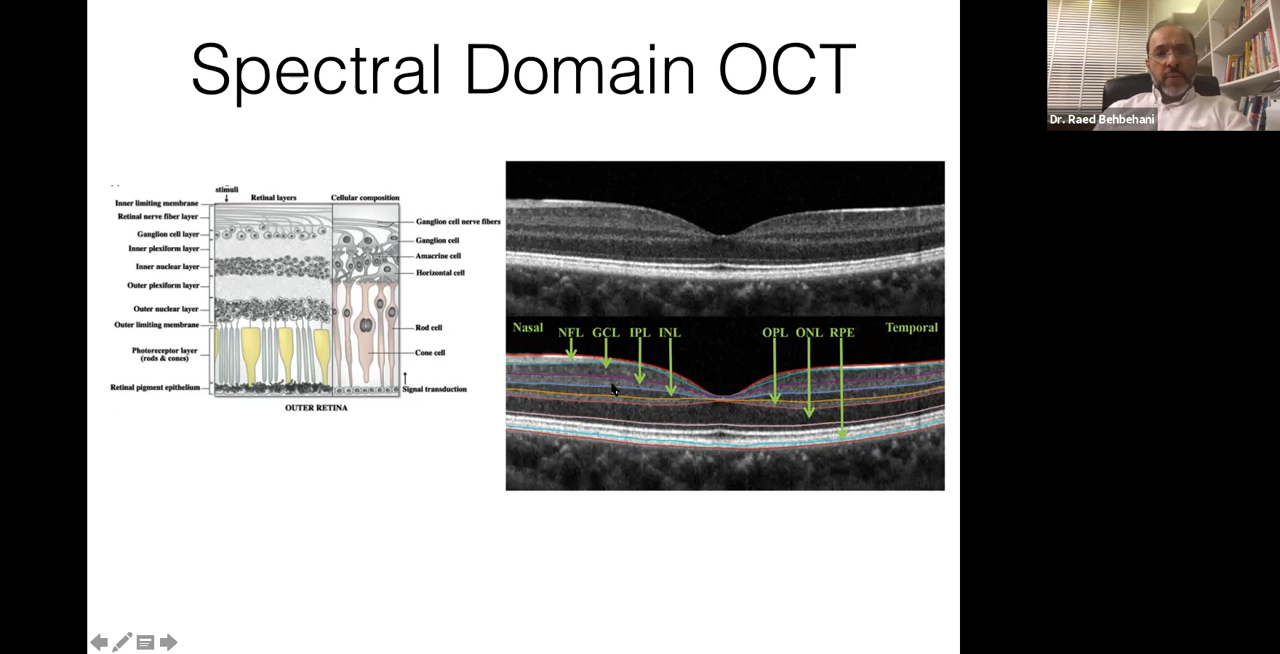 Spectral Domain OCT
stimuli
Retinal layers
Cellular composition
Inner limiting membrane
Retinal nerve fiber layer
Ganglion cell layer
Inner plexiform layer
Inner nuclear layer
Outer plexiform layer
Outer nuclear layer
Outer limiting membrane
Photoreceptor layer
(rods & cones)
Retinal pigment epithelium
Ganglion cell nerve fibers
Ganglion cell
Amacrine cell
Horizontal cell
Rod cell
Cone cell
Signal transduction
OUTER RETINA
Nasal
NFL GCL IPL INL
OPL ONL RPE
Temporal
Dr. Raed Behbehani